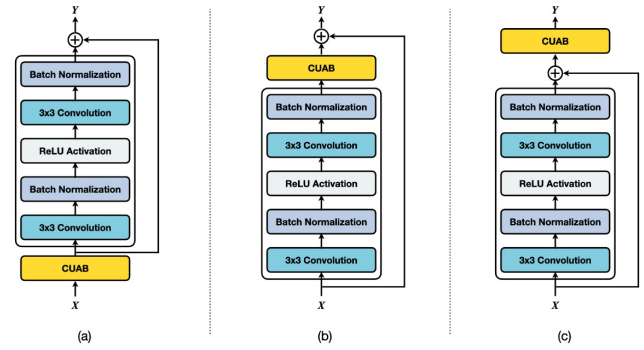 Y
Batch Normalization
3x3 Convolution
ReLU Activation
Batch Normalization
3x3 Convolution
CUAB
X
(a)
Y
CUAB
Batch Normalization
3x3 Convolution
ReLU Activation
Batch Normalization
3x3 Convolution
X
(b)
Y
CUAB
Batch Normalization
3x3 Convolution
ReLU Activation
Batch Normalization
3x3 Convolution
X
(c)